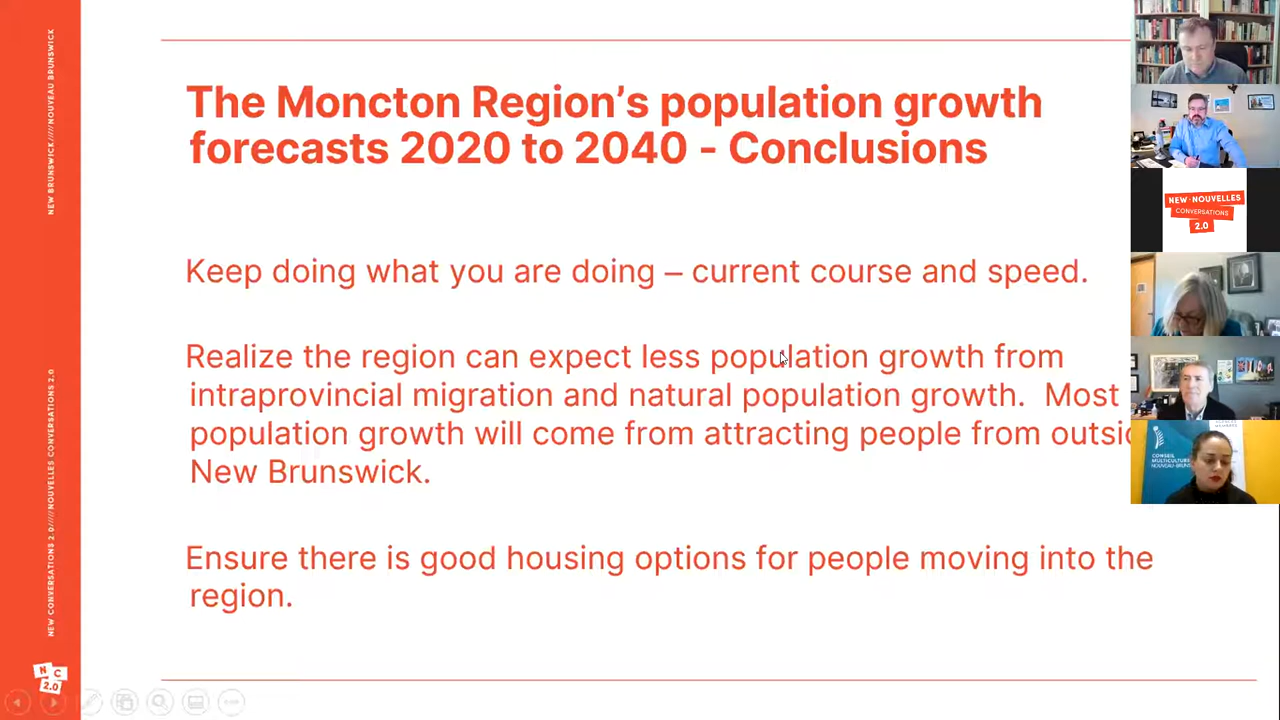 NEW BRUNSWICK////NOUVEAU BRUNSWICK
The Moncton Region's population growth
forecasts 2020 to 2040 - Conclusions
Keep doing what you are doing – current course and speed.
Realize the region can expect less population growth from
intraprovincial migration and natural population growth.  Most
population growth will come from attracting people from
New Brunswick.
Ensure there is good housing options for people moving into the
region.
NEW CONVERSATIONS 2.0////NOUVELLES CONVERSATIONS 2.0
N C
2.0
NEW · NOUVELLES
CONVERSATIONS
2.0
CONSEIL
MULTICULTU
NOUVEAU-BRUNS